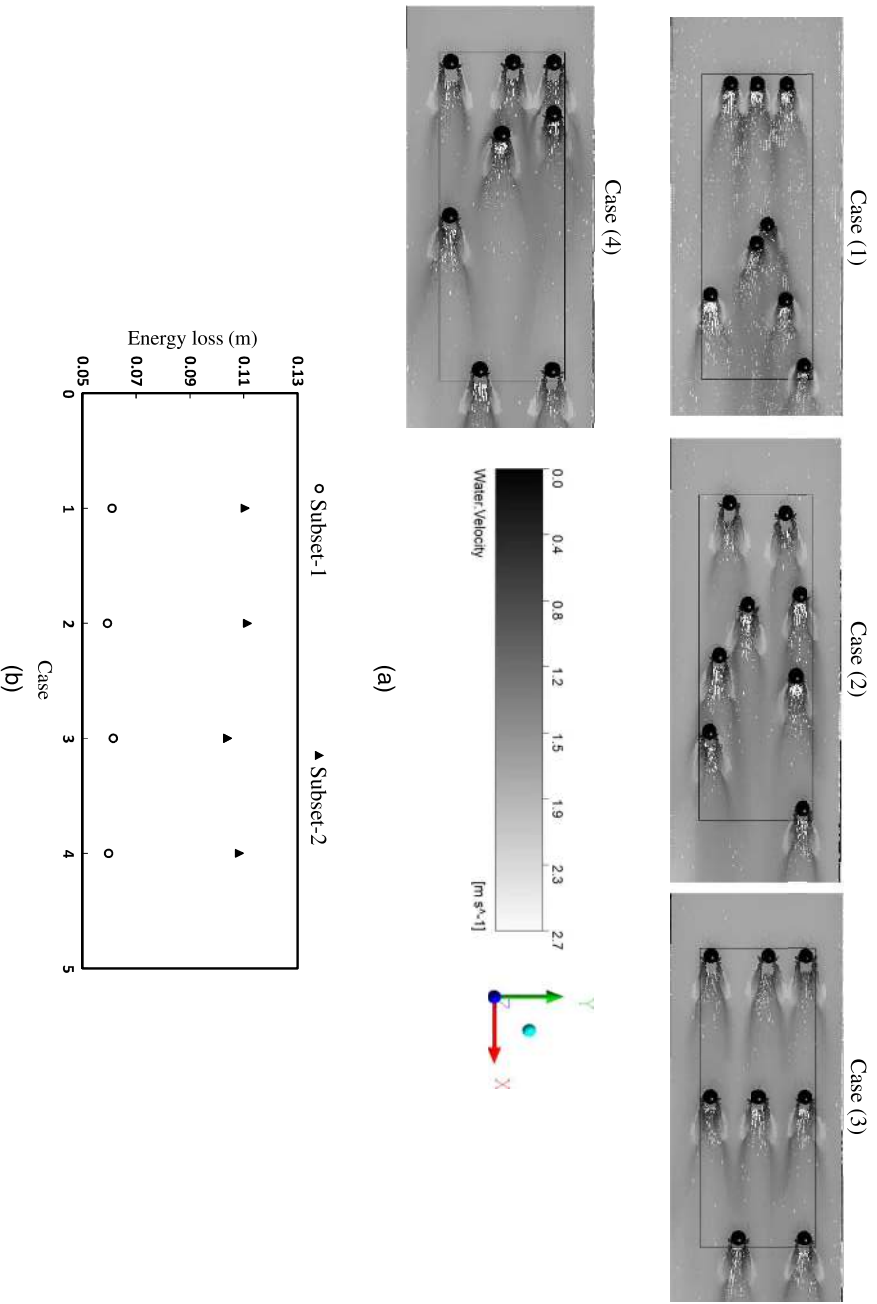 Case (1)
Case (2)
Case (3)
Case (4)
0.0 0.4 0.8 1.2 1.5 1.9 2.3 2.7
Water.Velocity [m s^-1]
Y
Z
X
(a)
Subset-1 Subset-2
0.13
0.11
0.09
0.07
0.05
Energy loss (m)
0 1 2 3 4 5
Case
(b)